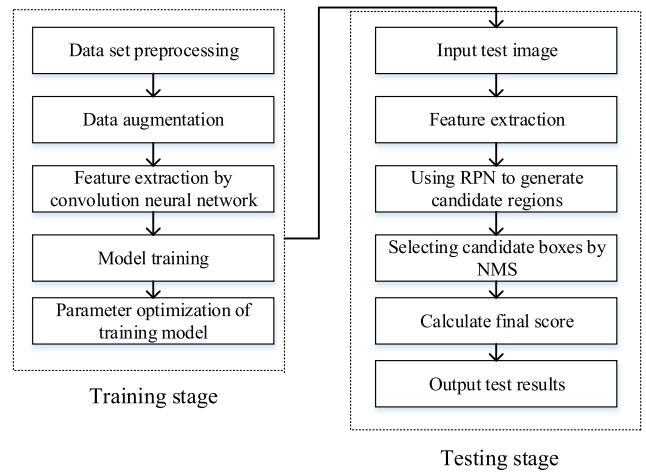 Data set preprocessing
Data augmentation
Feature extraction by
convolution neural network
Model training
Parameter optimization of
training model
Training stage
Input test image
Feature extraction
Using RPN to generate
candidate regions
Selecting candidate boxes by
NMS
Calculate final score
Output test results
Testing stage